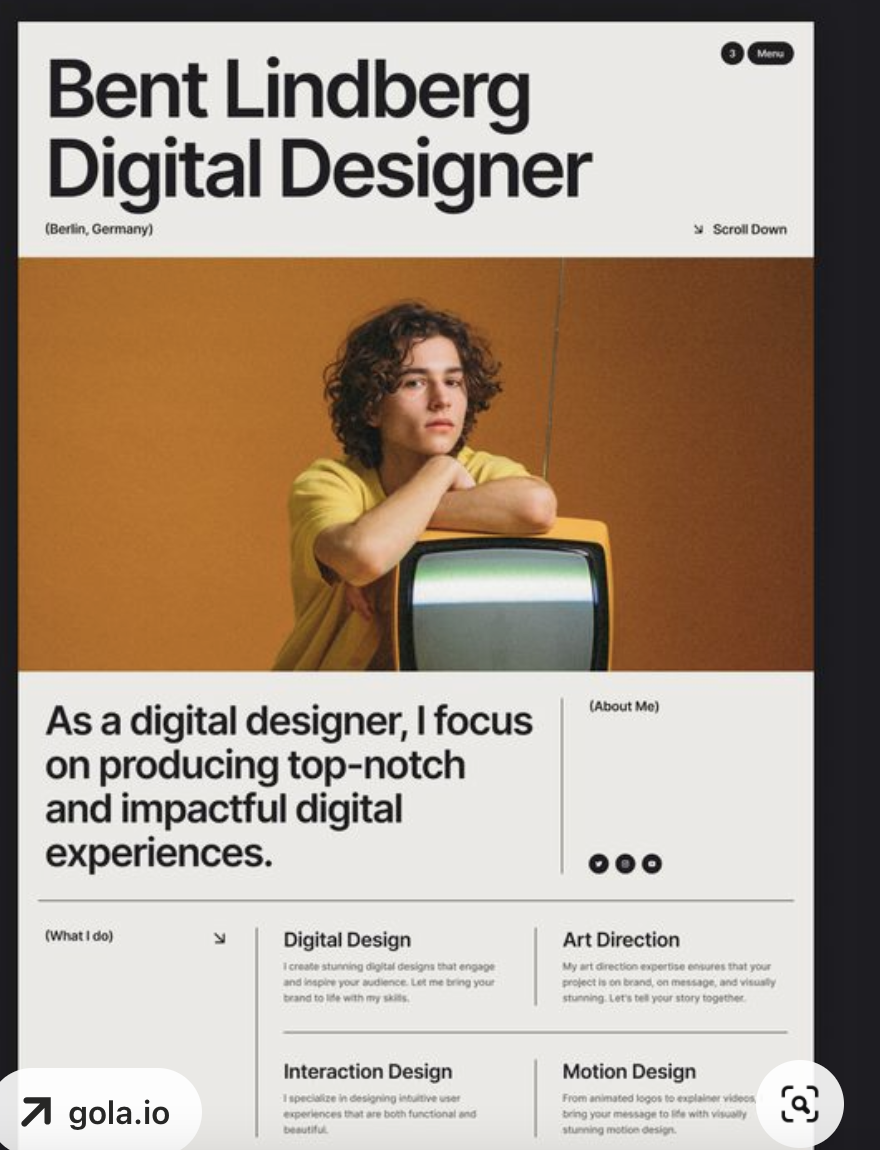 Bent Lindberg
Digital Designer
3 Menu
(Berlin, Germany)
Scroll Down
As a digital designer, I focus
on producing top-notch
and impactful digital
experiences.
(About Me)
(What I do)
Digital Design
I create stunning digital designs that engage
and inspire your audience. Let me bring your
brand to life with my skills.
Art Direction
My art direction expertise ensures that your
project is on brand, on message, and visually
stunning. Let's tell your story together.
Interaction Design
I specialize in designing intuitive user
experiences that are both functional and
beautiful.
Motion Design
From animated logos to explainer videos,
bring your message to life with visually
stunning motion design.
gola.io